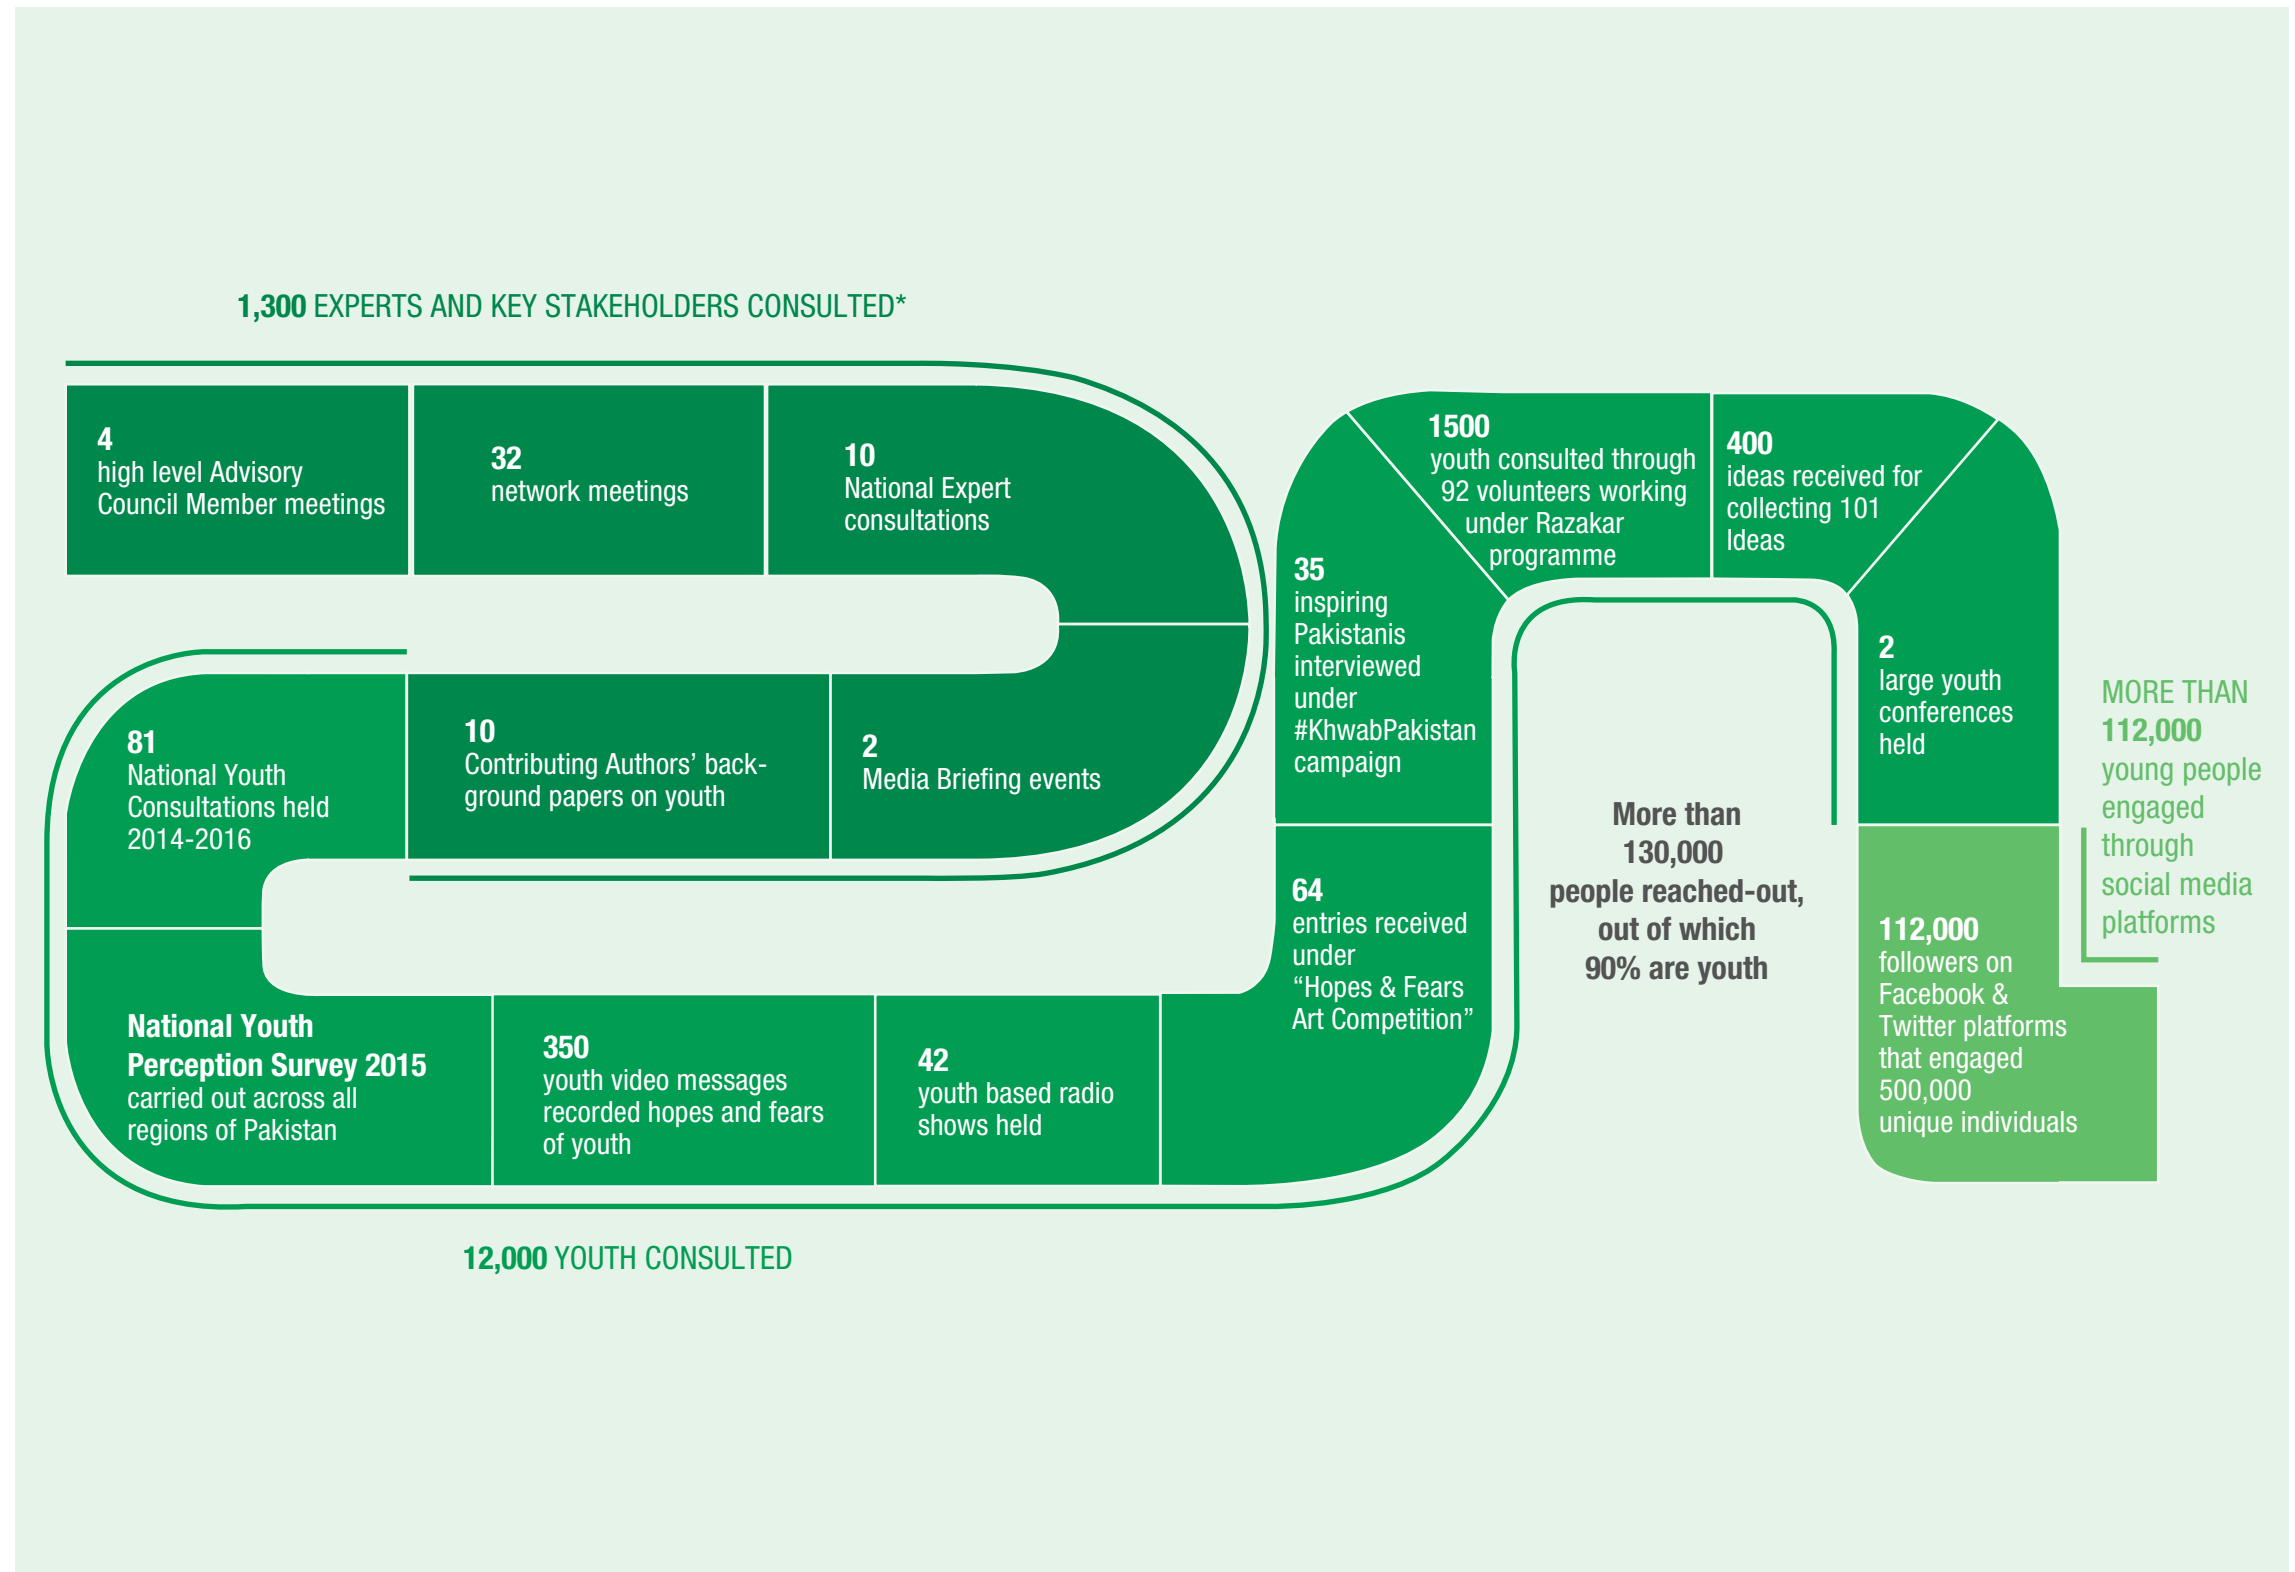 1,300 EXPERTS AND KEY STAKEHOLDERS CONSULTED*
4
high level Advisory
Council Member meetings
32
network meetings
10
National Expert
consultations
2
Media Briefing events
10
Contributing Authors’ back-
ground papers on youth
81
National Youth
Consultations held
2014-2016
National Youth
Perception Survey 2015
carried out across all
regions of Pakistan
350
youth video messages
recorded hopes and fears
of youth
42
youth based radio
shows held
64
entries received
under
“Hopes & Fears
Art Competition”
35
inspiring
Pakistanis
interviewed
under
#KhwabPakistan
campaign
1500
youth consulted through
92 volunteers working
under Razakar
programme
400
ideas received for
collecting 101
Ideas
2
large youth
conferences
held
112,000
followers on
Facebook &
Twitter platforms
that engaged
500,000
unique individuals
MORE THAN
112,000
young people
engaged
through
social media
platforms
More than
130,000
people reached-out,
out of which
90% are youth
12,000 YOUTH CONSULTED